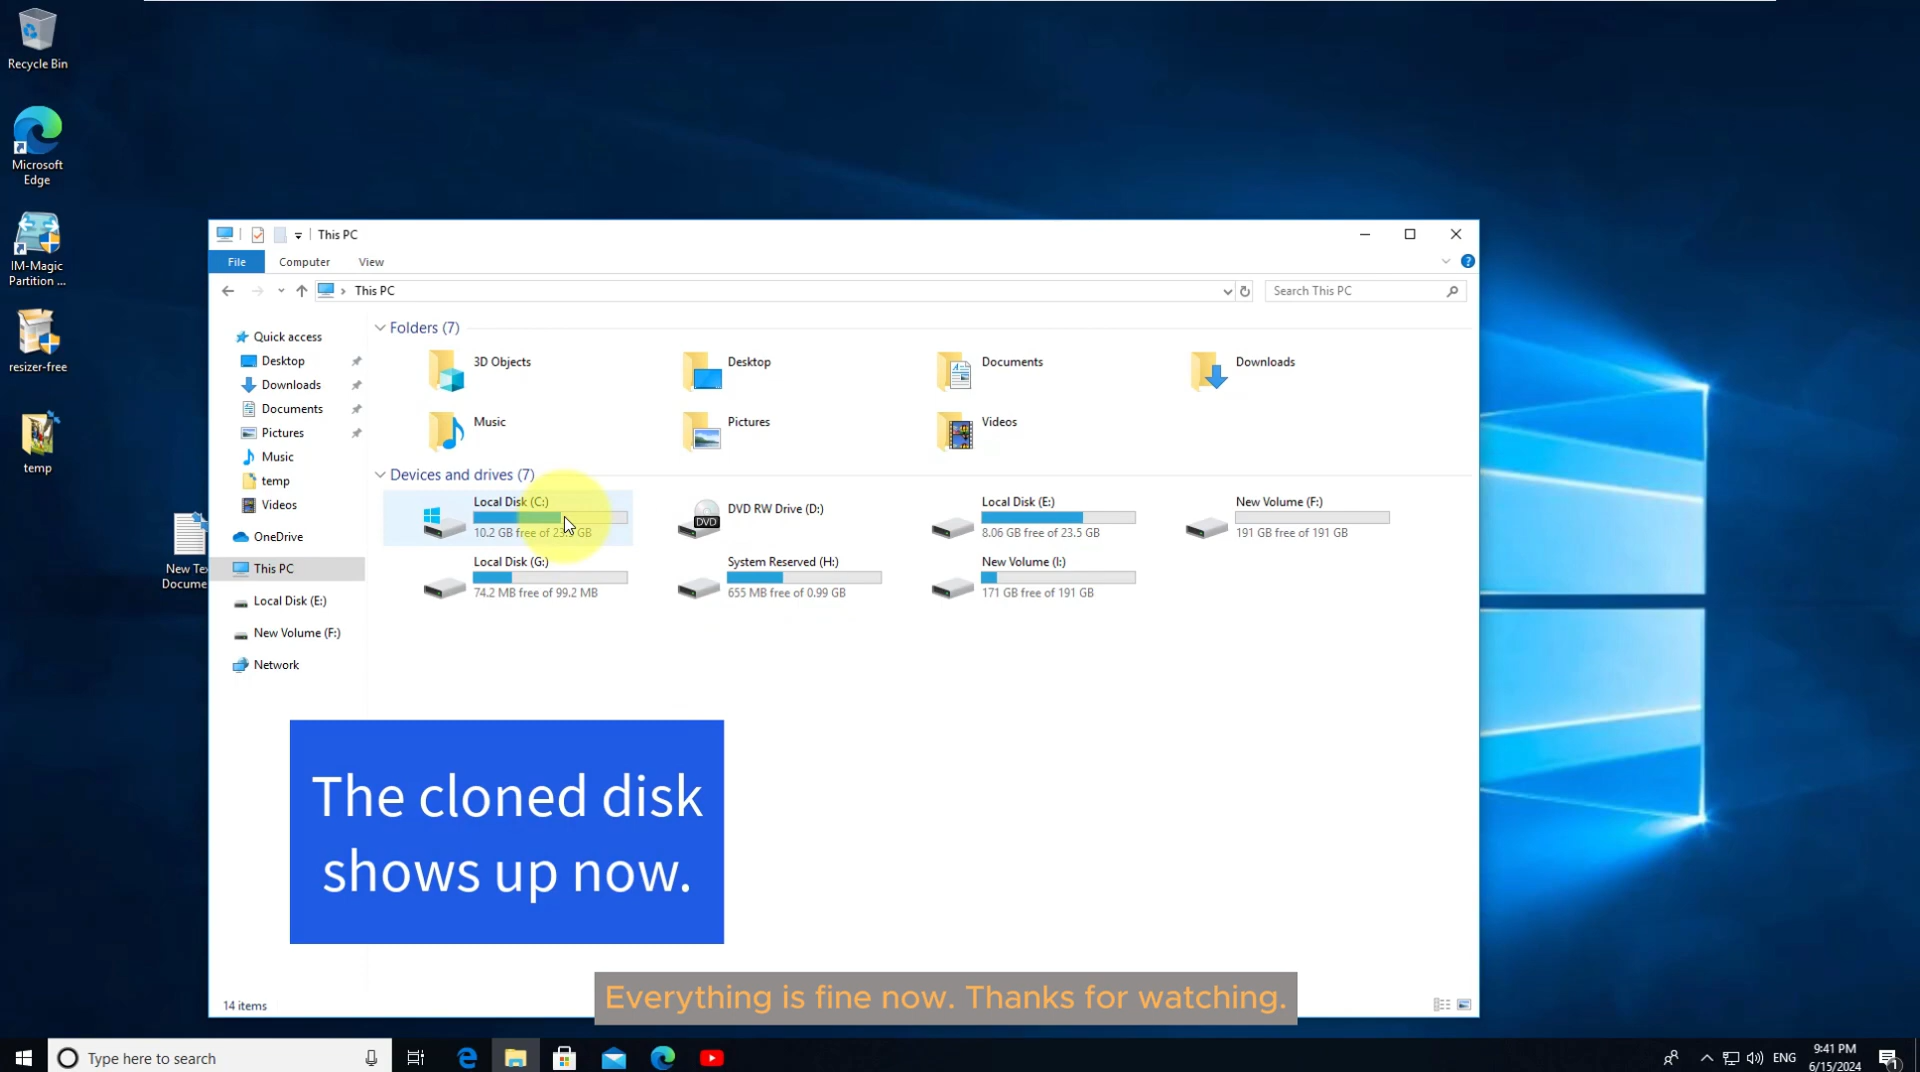 Recycle Bin
Microsoft
Edge
IM-Magic
Partition ...
resizer-free
temp
New Te
Docume
This PC
File
Computer
View
This PC
Search This PC
Quick access
Desktop
Downloads
Documents
Pictures
Music
temp
Videos
OneDrive
This PC
Local Disk (E:)
New Volume (F:)
Network
Folders (7)
3D Objects
Desktop
Documents
Downloads
Music
Pictures
Videos
Devices and drives (7)
Local Disk (C:)
10.2 GB free of 23. GB
DVD
DVD RW Drive (D:)
Local Disk (E:)
8.06 GB free of 23.5 GB
New Volume (F:)
191 GB free of 191 GB
Local Disk (G:)
74.2 MB free of 99.2 MB
System Reserved (H:)
655 MB free of 0.99 GB
New Volume (I:)
171 GB free of 191 GB
The cloned disk
shows up now.
Everything is fine now. Thanks for watching.
14 items
Type here to search
ENG
9:41 PM
6/15/2024
1